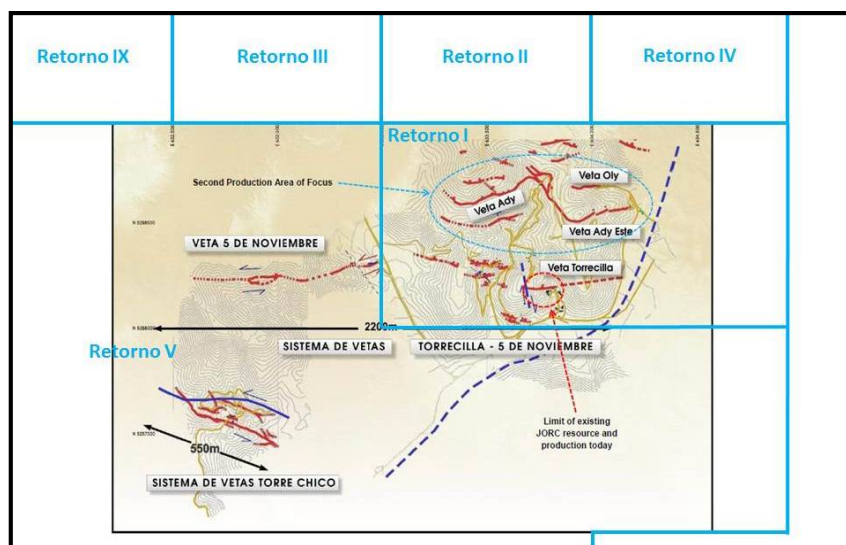 Retorno IX
Retorno III
Retorno II
Retorno IV
Retorno I
Second Production Area of Focus
Veta Oly
Veta Ady
Veta Ady Este
VETA 5 DE NOVIEMBRE
Veta Torrecilla
2200m
Retorno V
SISTEMA DE VETAS
TORRECILLA - 5 DE NOVIEMBRE
Limit of existing
JORC resource and
production today
550m
SISTEMA DE VETAS TORRE CHICO